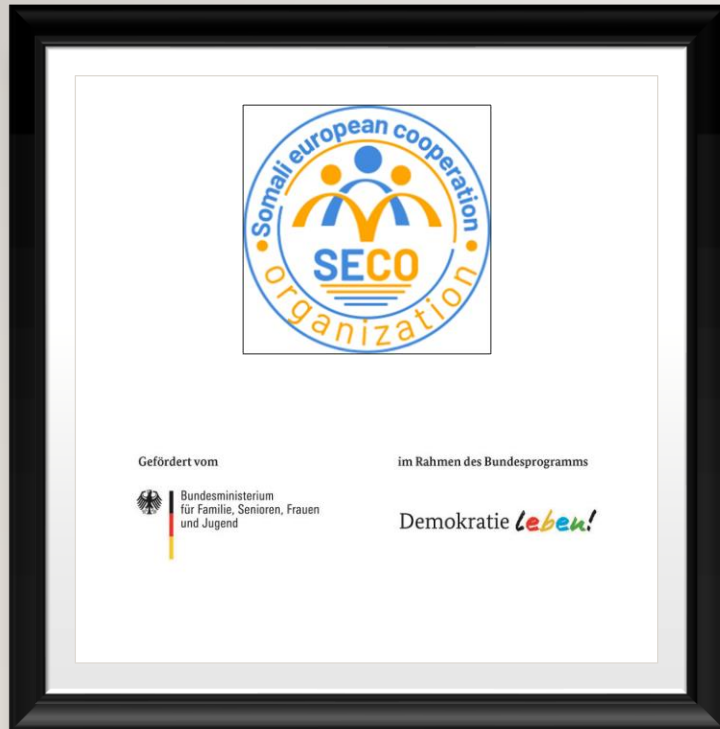 Somali european cooperation
organization
SECO
Gefördert vom
im Rahmen des Bundesprogramms
Bundesministerium
für Familie, Senioren, Frauen
und Jugend
Demokratie leben!